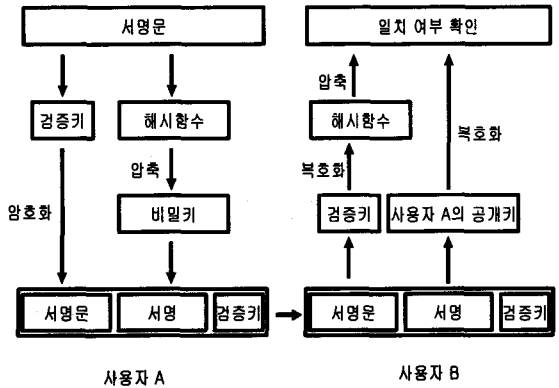 서명문
일치 여부 확인
압축
검증키
해시함수
해시함수
복호화
압축
복호화
암호화
비밀키
검증키
사용자 A의 공개키
서명문
서명
검증키
서명문
서명
검증키
사용자 A
사용자 B